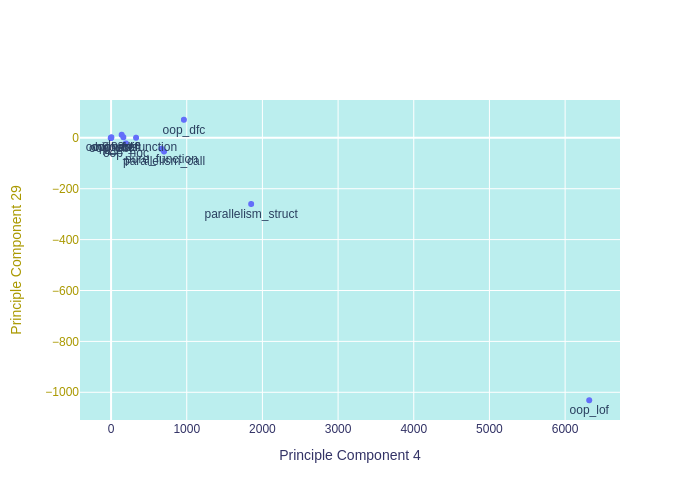 0
−200
−400
−600
−800
−1000
0
1000
2000
3000
4000
5000
6000
Principle Component 4
Principle Component 29
oop_dfc
parallelism_call
parallelism_struct
oop_lof